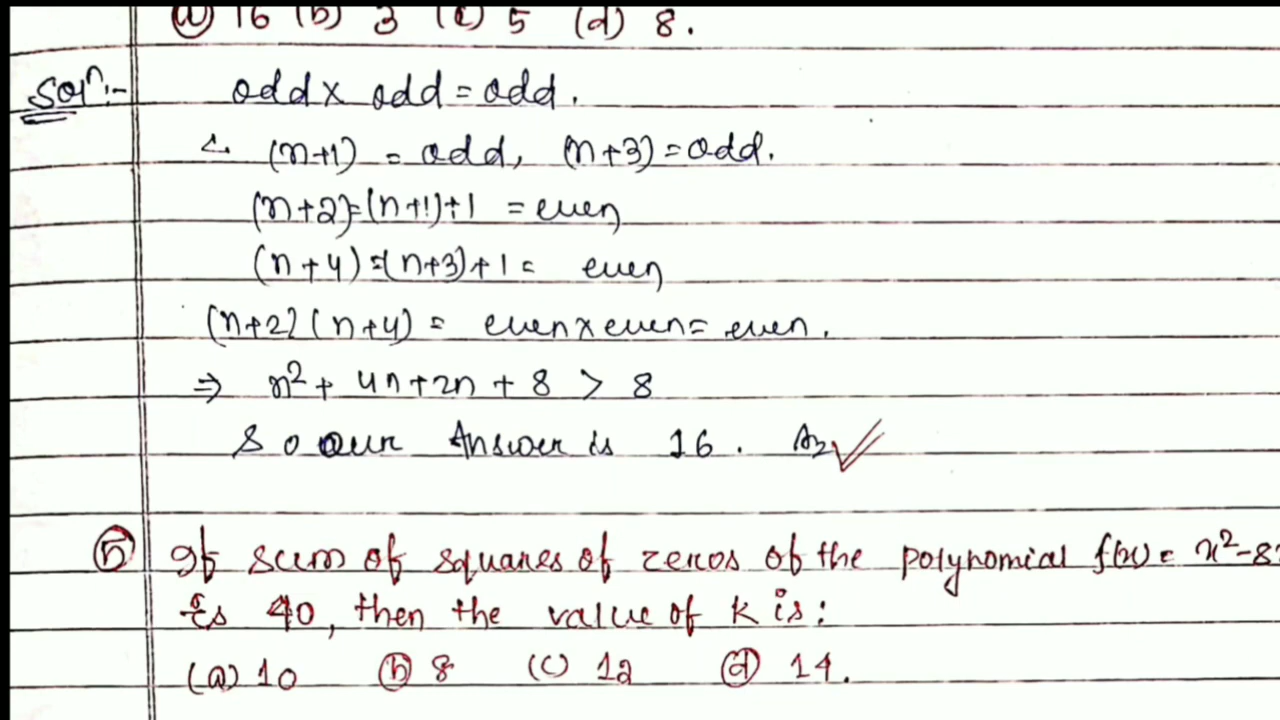 (a) 16 (b) 3 (c) 5 (d) 8.
Solⁿ:- odd x odd = odd.
∴ (n+1) = odd, (n+3) = odd.
(n+2)=(n+1)+1 = even
(n+4)=(n+3)+1= even
(n+2)(n+4) = even x even = even.
⇒ n²+ 4n+2n + 8 > 8
So our Answer is 16.
5 If sum of squares of zeros of the polynomial f(x) = x²-8
is 40, then the value of k is:
(a) 10 (b) 8 (c) 12 (d) 14.